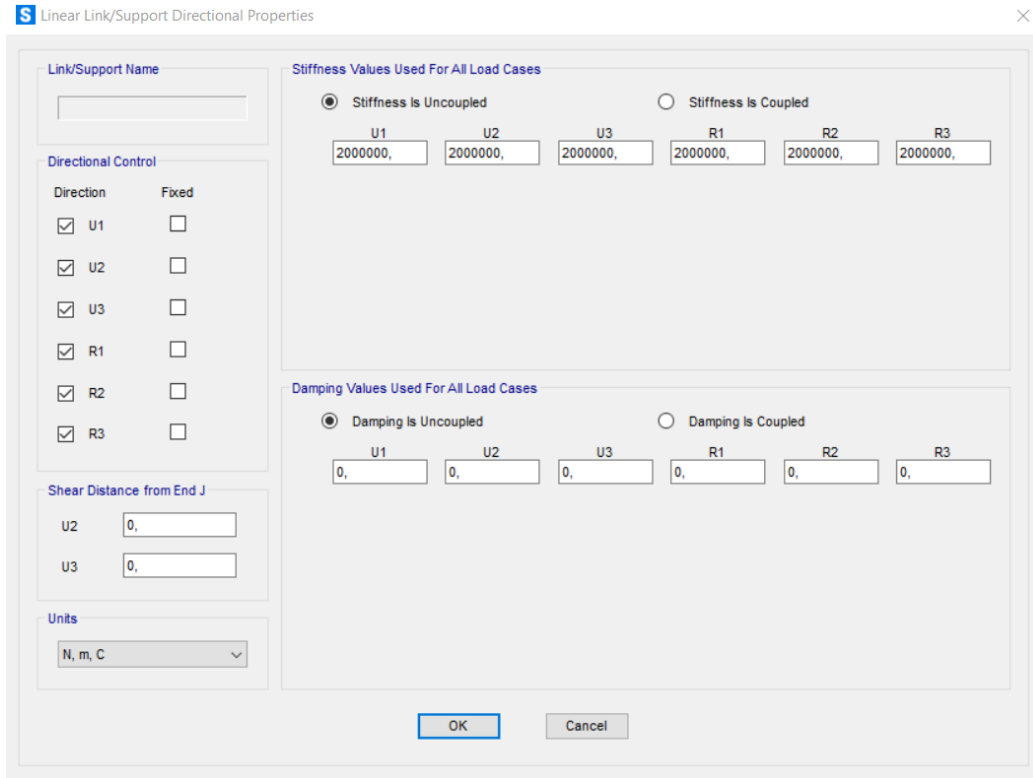 S Linear Link/Support Directional Properties
Link/Support Name
Directional Control
Direction Fixed
U1
U2
U3
R1
R2
R3
Shear Distance from End J
U2 0,
U3 0,
Units
N, m, C
Stiffness Values Used For All Load Cases
Stiffness Is Uncoupled Stiffness Is Coupled
U1 U2 U3 R1 R2 R3
2000000, 2000000, 2000000, 2000000, 2000000, 2000000,
Damping Values Used For All Load Cases
Damping Is Uncoupled Damping Is Coupled
U1 U2 U3 R1 R2 R3
0, 0, 0, 0, 0, 0,
OK Cancel